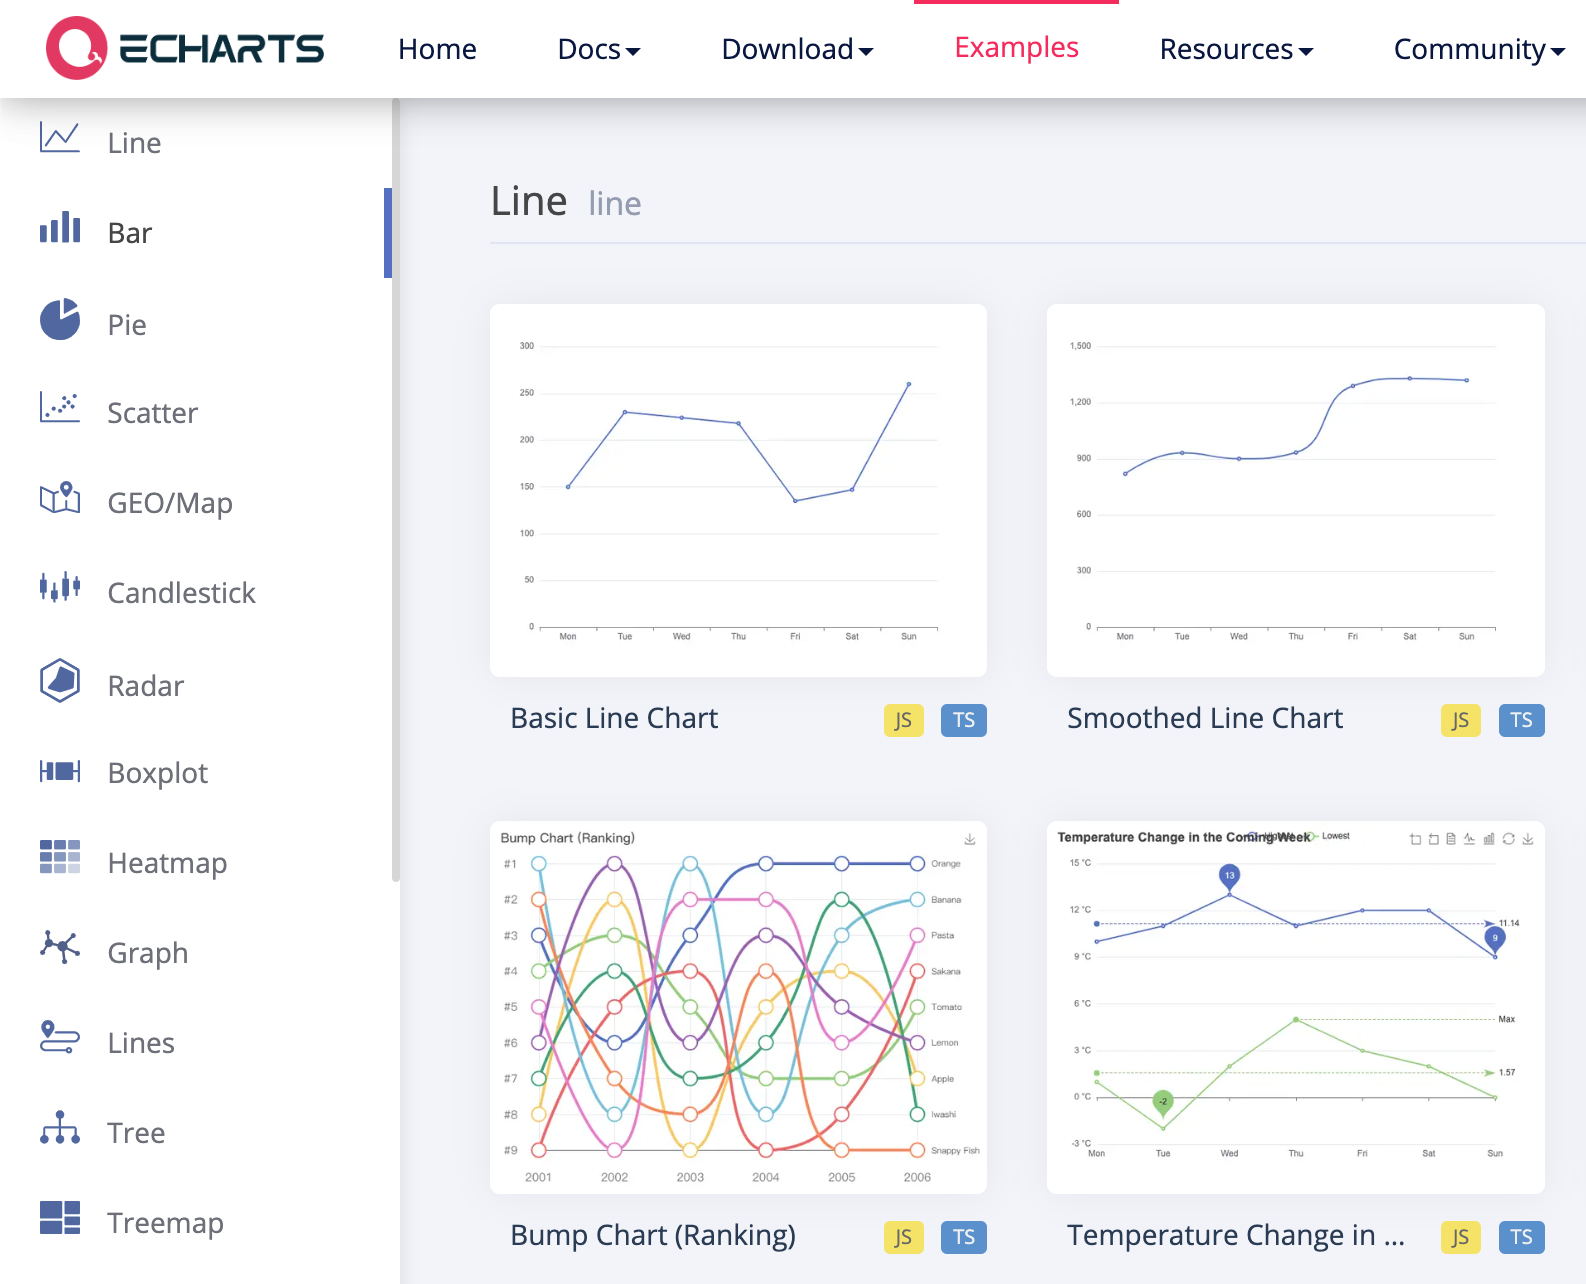 ECHARTS Home Docs Download Examples Resources Community
Line
Bar
Pie
Scatter
GEO/Map
Candlestick
Radar
Boxplot
Heatmap
Graph
Lines
Tree
Treemap
Line line
300
250
200
150
100
50
0
Mon Tue Wed Thu Fri Sat Sun
Basic Line Chart JS TS
1,500
1,200
900
600
300
0
Mon Tue Wed Thu Fri Sat Sun
Smoothed Line Chart JS TS
Bump Chart (Ranking)
#1 Orange
#2 Banana
#3 Pasta
#4 Sakana
#5 Tomato
#6 Lemon
#7 Apple
#8 Iwashi
#9 Snappy Fish
2001 2002 2003 2004 2005 2006
Bump Chart (Ranking) JS TS
Temperature Change in the Coming Week Lowest
15 °C
13
12 °C
11.14
9
9 °C
6 °C
Max
3 °C
1.57
0 °C
-2
-3 °C
Mon Tue Wed Thu Fri Sat Sun
Temperature Change in ... JS TS